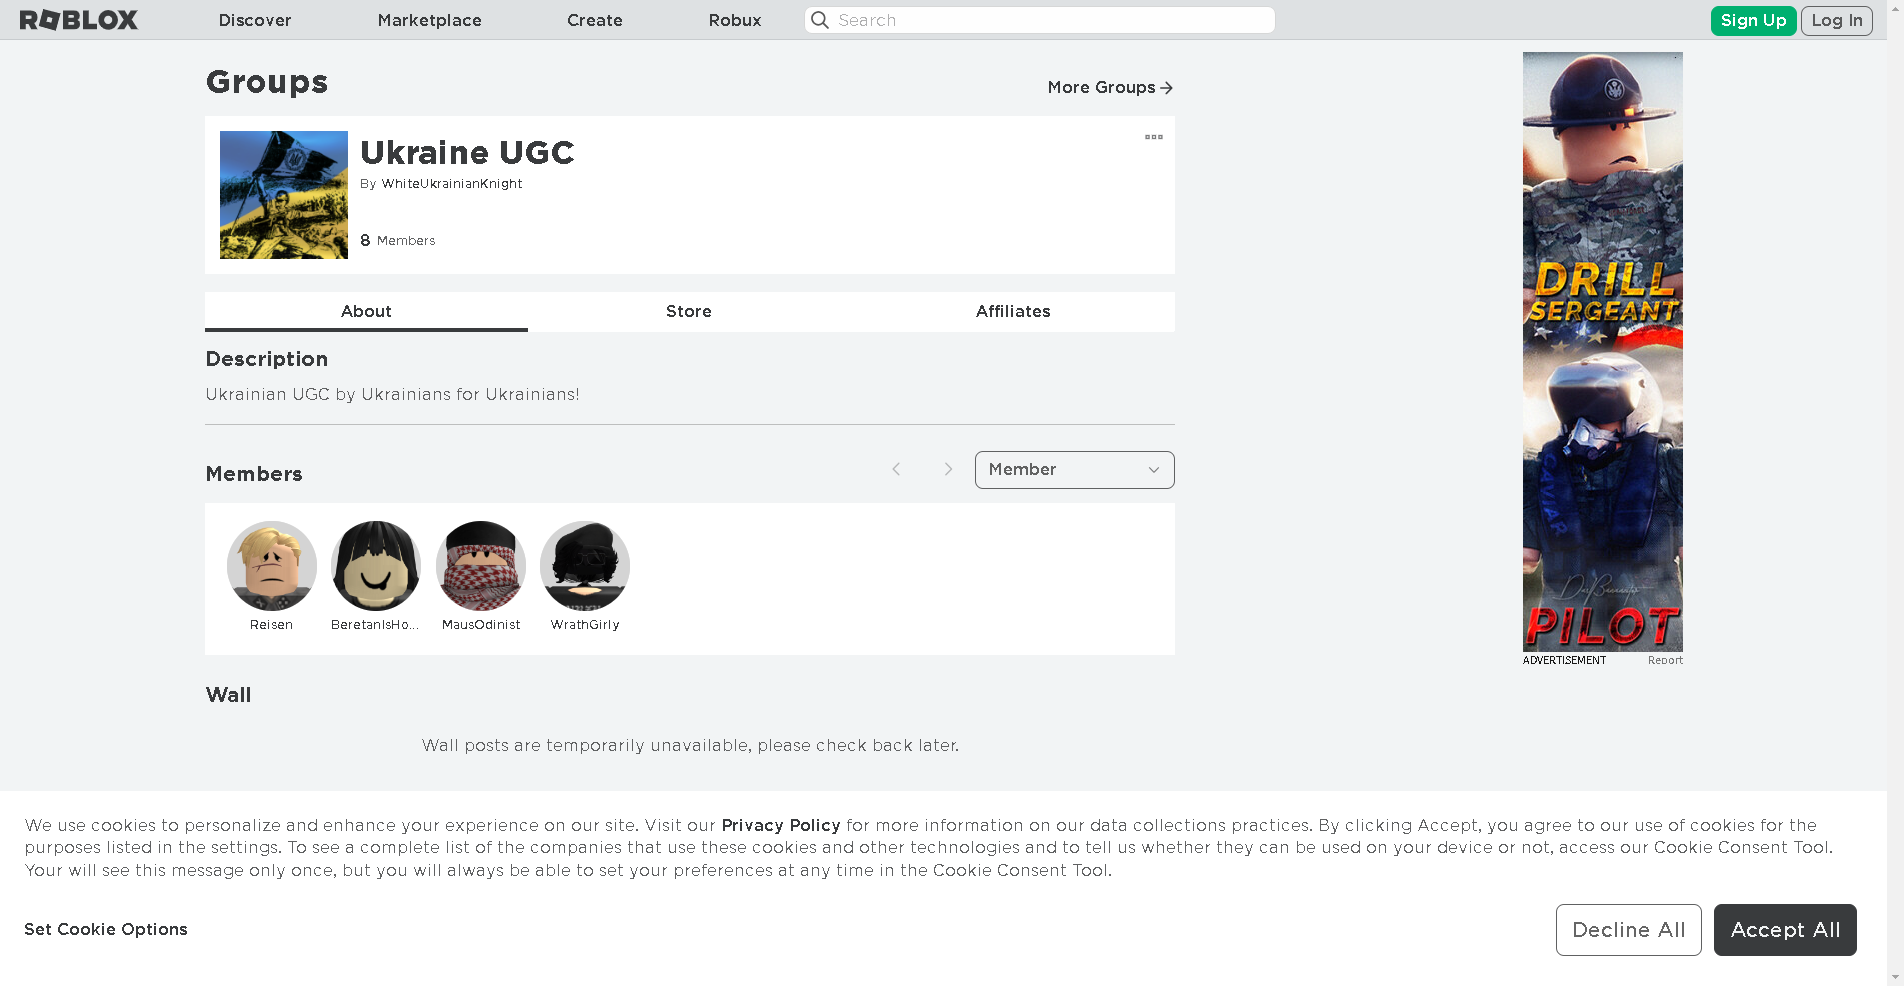 ROBLOX
Discover
Marketplace
Create
Robux
Search
Sign Up
Log In
Groups
More Groups
Ukraine UGC
By WhiteUkrainianKnight
8 Members
About
Store
Affiliates
Description
Ukrainian UGC by Ukrainians for Ukrainians!
Members
Member
Reisen
BeretanIsHo...
MausOdinist
WrathGirly
Wall
Wall posts are temporarily unavailable, please check back later.
DRILL
SERGEANT
PILOT
ADVERTISEMENT
Report
We use cookies to personalize and enhance your experience on our site. Visit our Privacy Policy for more information on our data collections practices. By clicking Accept, you agree to our use of cookies for the
purposes listed in the settings. To see a complete list of the companies that use these cookies and other technologies and to tell us whether they can be used on your device or not, access our Cookie Consent Tool.
Your will see this message only once, but you will always be able to set your preferences at any time in the Cookie Consent Tool.
Set Cookie Options
Decline All
Accept All